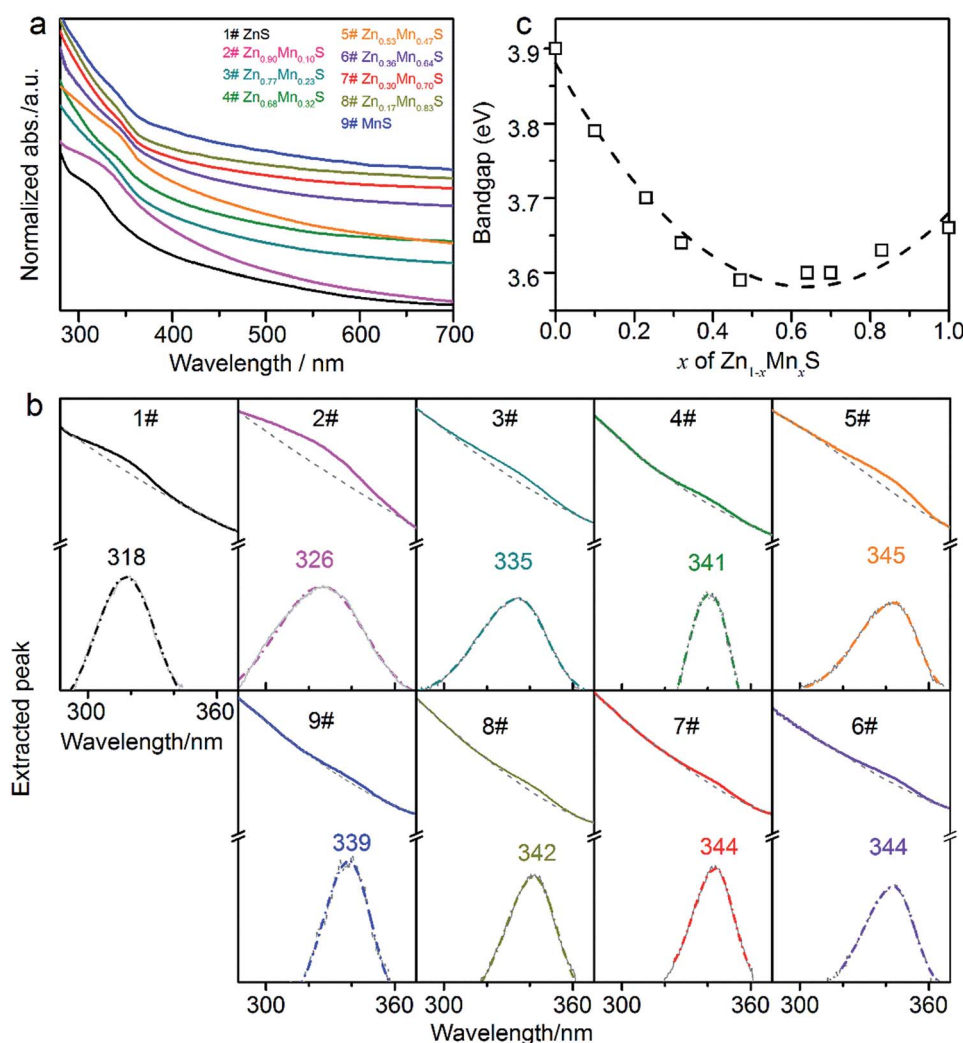 a
1# ZnS
2# Zn0.90Mn0.10S
3# Zn0.77Mn0.23S
4# Zn0.68Mn0.32S
5# Zn0.53Mn0.47S
6# Zn0.36Mn0.64S
7# Zn0.30Mn0.70S
8# Zn0.17Mn0.83S
9# MnS
Normalized abs./a.u.
300 400 500 600 700
Wavelength / nm
c
3.9
3.8
3.7
3.6
Bandgap (eV)
0.0 0.2 0.4 0.6 0.8 1.0
x of Zn1-xMnxS
b
1# 2# 3# 4# 5#
318 326 335 341 345
300 360
Wavelength/nm
Extracted peak
9# 8# 7# 6#
339 342 344 344
300 360 300 360 300 360 300 360
Wavelength/nm